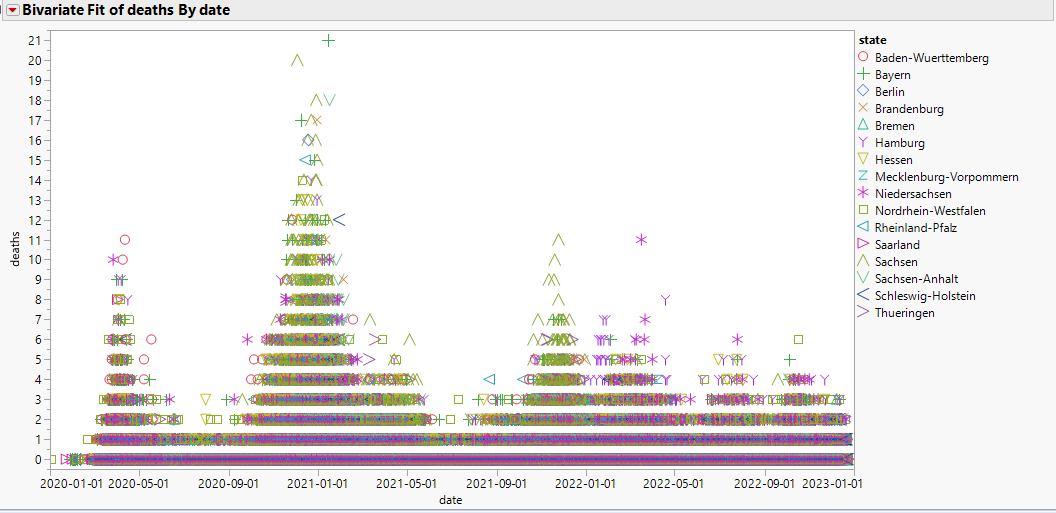 Bivariate Fit of deaths By date
21
20
19
18
17
16
15
14
13
12
11
10
9
8
7
6
5
4
3
2
1
0
deaths
2020-01-01 2020-05-01 2020-09-01 2021-01-01 2021-05-01 2021-09-01 2022-01-01 2022-05-01 2022-09-01 2023-01-01
date
state
Baden-Wuerttemberg
Bayern
Berlin
Brandenburg
Bremen
Hamburg
Hessen
Mecklenburg-Vorpommern
Niedersachsen
Nordrhein-Westfalen
Rheinland-Pfalz
Saarland
Sachsen
Sachsen-Anhalt
Schleswig-Holstein
Thueringen